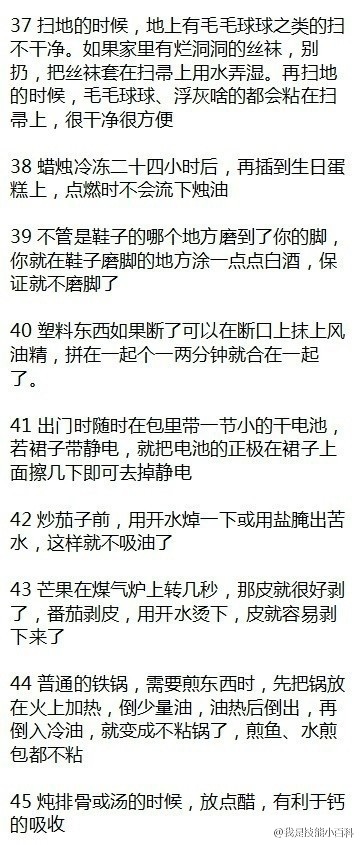 37 扫地的时候，地上有毛毛球球之类的扫
不干净。如果家里有烂洞洞的丝袜，别
扔，把丝袜套在扫帚上用水弄湿。再扫地
的时候，毛毛球球、浮灰啥的都会粘在扫
帚上，很干净很方便
38 蜡烛冷冻二十四小时后，再插到生日蛋
糕上，点燃时不会流下烛油
39 不管是鞋子的哪个地方磨到了你的脚，
你就在鞋子磨脚的地方涂一点点白酒，保
证就不磨脚了
40 塑料东西如果断了可以在断口上抹上风
油精，拼在一起个一两分钟就合在一起
了。
41 出门时随时在包里带一节小的干电池，
若裙子带静电，就把电池的正极在裙子上
面擦几下即可去掉静电
42 炒茄子前，用开水焯一下或用盐腌出苦
水，这样就不吸油了
43 芒果在煤气炉上转几秒，那皮就很好剥
了，番茄剥皮，用开水烫下，皮就容易剥
下来了
44 普通的铁锅，需要煎东西时，先把锅放
在火上加热，倒少量油，油热后倒出，再
倒入冷油，就变成不粘锅了，煎鱼、水煎
包都不粘
45 炖排骨或汤的时候，放点醋，有利于钙
的吸收
@我是技能小百科